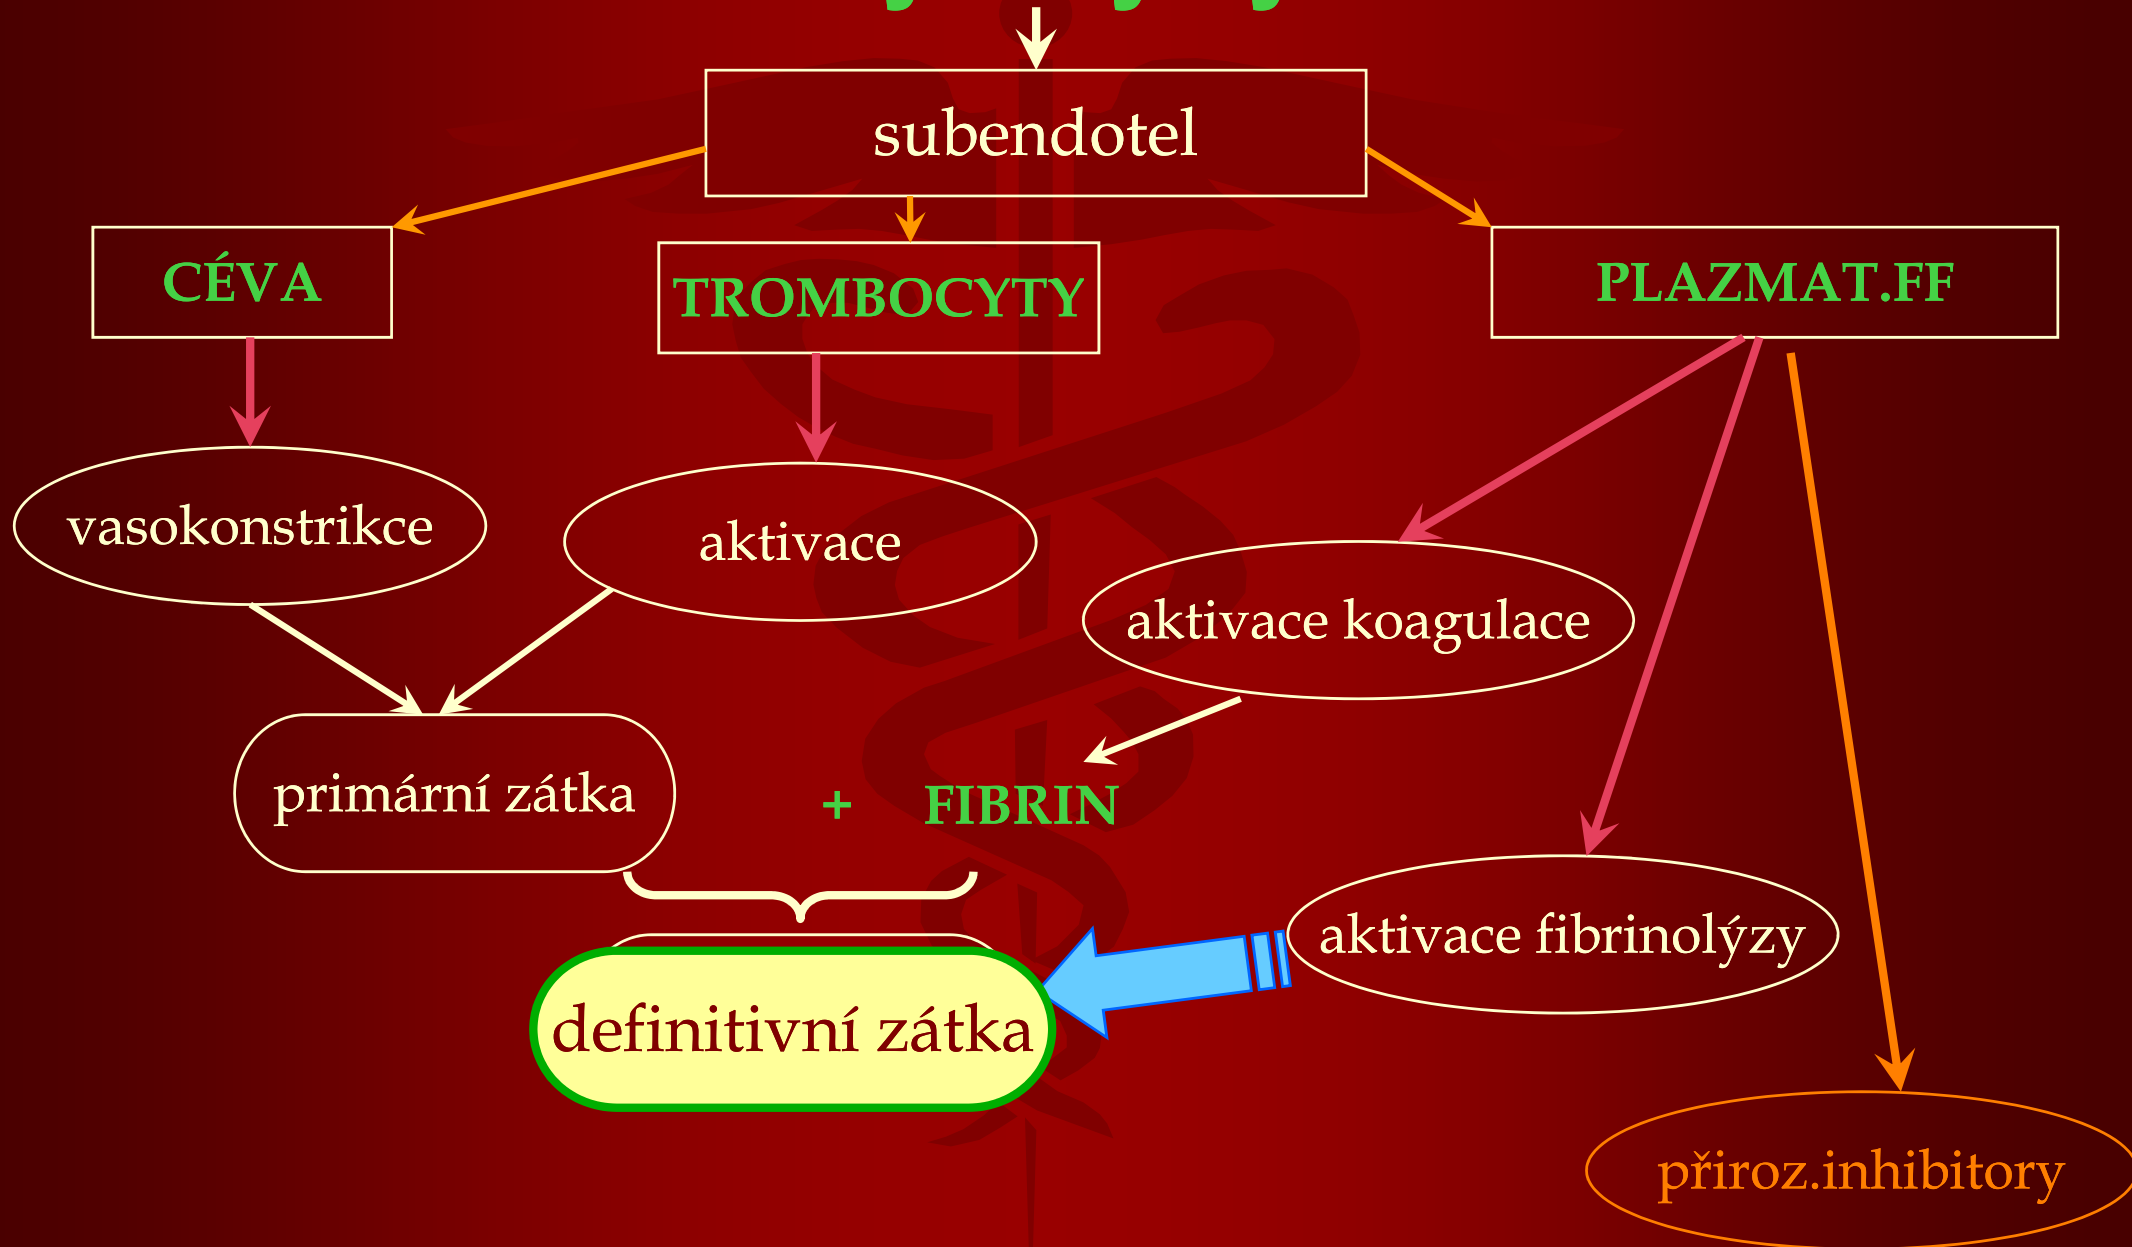 subendotel
CÉVA
TROMBOCYTY
PLAZMAT.FF
vasokonstrikce
aktivace
aktivace koagulace
primární zátka
+ FIBRIN
aktivace fibrinolýzy
definitivní zátka
přiroz.inhibitory